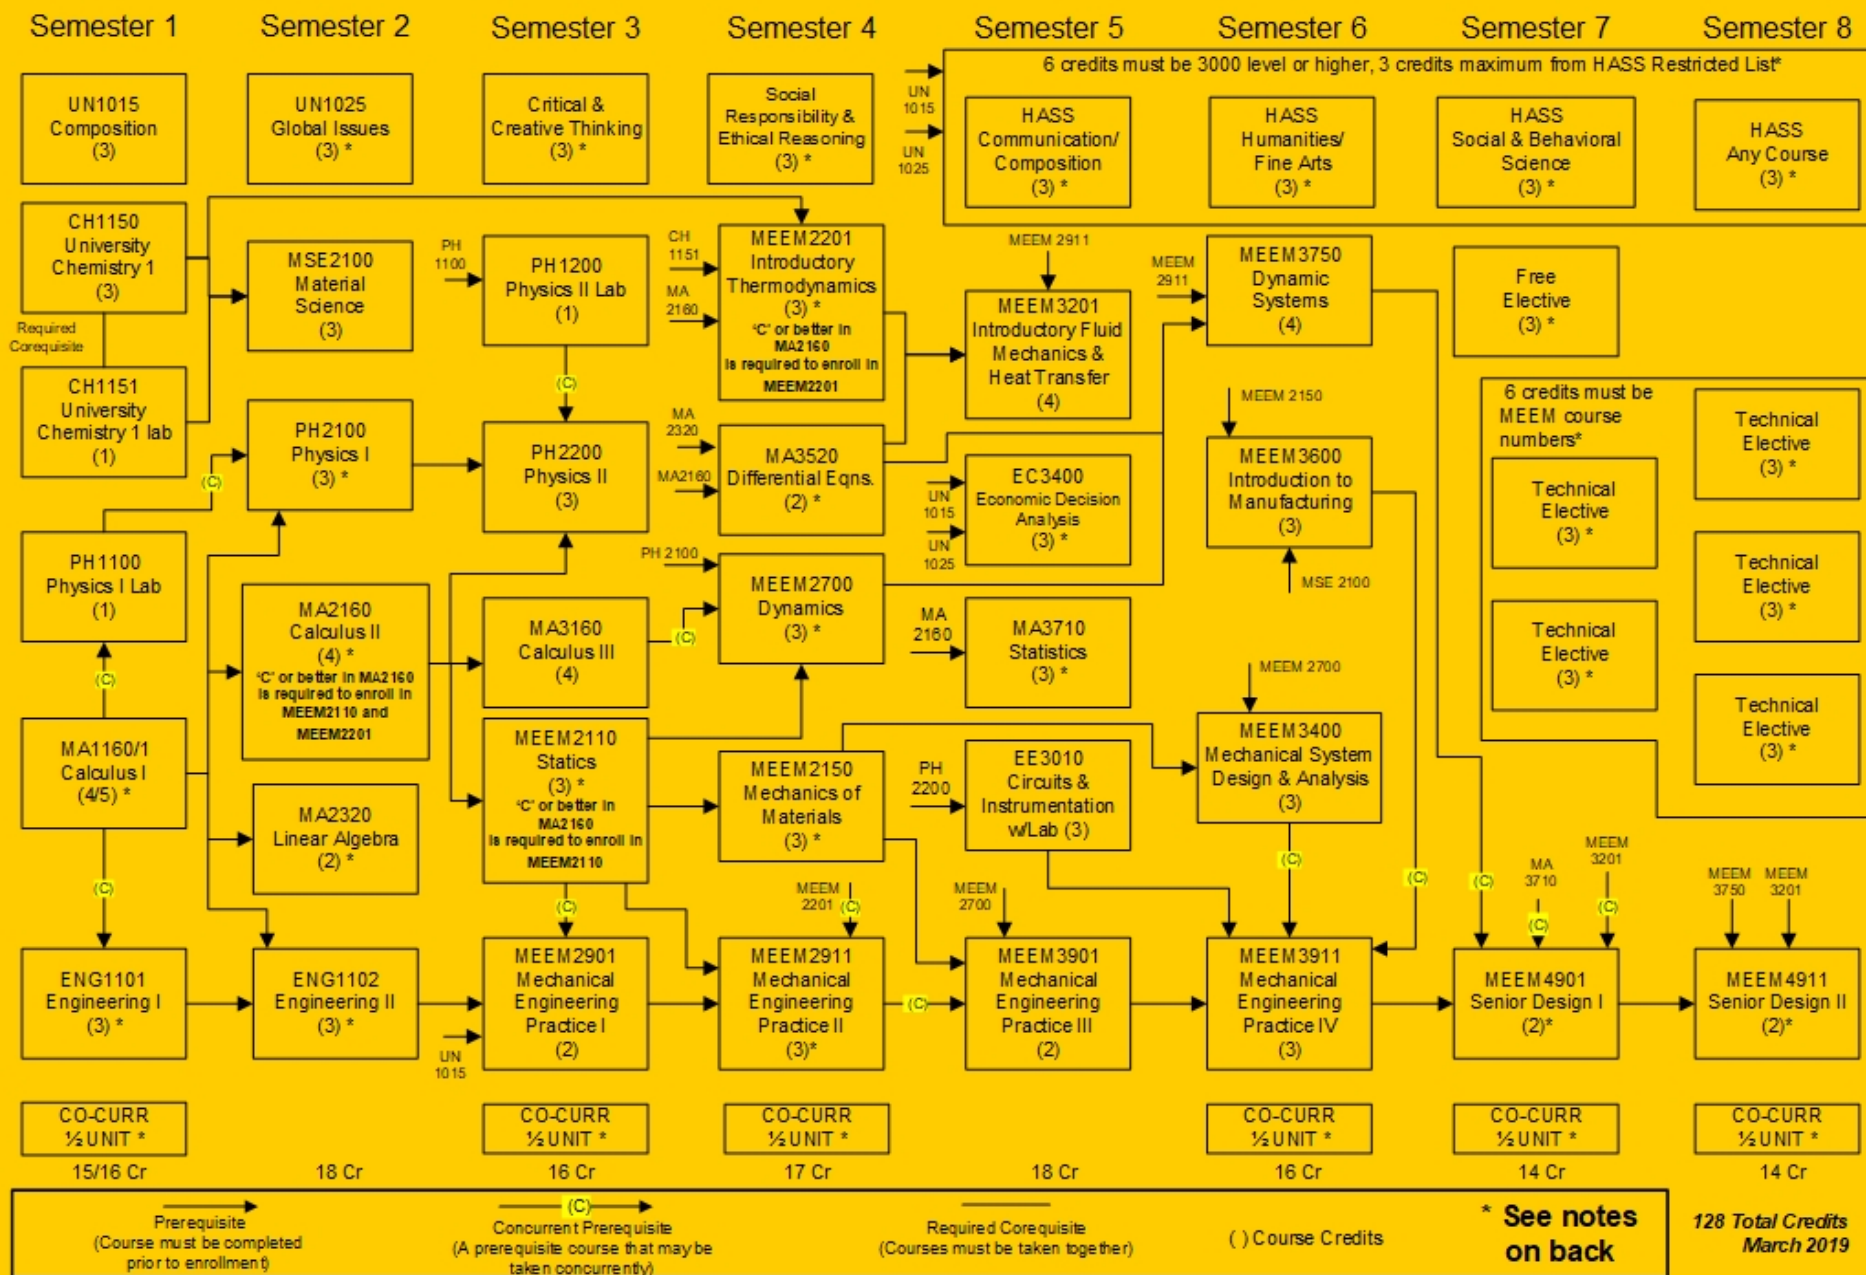 Semester 1
Semester 2
Semester 3
Semester 4
Semester 5
Semester 6
Semester 7
Semester 8
UN1015
Composition
(3)
CH1150
University
Chemistry 1
(3)
Required
Corequisite
CH1151
University
Chemistry 1 lab
(1)
(C)
PH1100
Physics I Lab
(1)
(C)
MA1160/1
Calculus I
(4/5) *
(C)
ENG1101
Engineering I
(3) *
CO-CURR
½ UNIT *
15/16 Cr
UN1025
Global Issues
(3) *
MSE2100
Material
Science
(3)
PH2100
Physics I
(3) *
MA2160
Calculus II
(4) *
'C' or better in MA2160
is required to enroll in
MEEM2110 and
MEEM2201
MA2320
Linear Algebra
(2) *
ENG1102
Engineering II
(3) *
18 Cr
Critical &
Creative Thinking
(3) *
PH
1100
PH1200
Physics II Lab
(1)
(C)
PH2200
Physics II
(3)
MA3160
Calculus III
(4)
(C)
MEEM2110
Statics
(3) *
'C' or better in
MA2160
is required to enroll in
MEEM2110
(C)
MEEM2901
Mechanical
Engineering
Practice I
(2)
UN
1015
CO-CURR
½ UNIT *
16 Cr
Social
Responsibility &
Ethical Reasoning
(3) *
CH
1151
MA
2160
MEEM2201
Introductory
Thermodynamics
(3) *
'C' or better in
MA2160
is required to enroll in
MEEM2201
MA
2320
MA2160
MA3520
Differential Eqns.
(2) *
PH 2100
MEEM2700
Dynamics
(3) *
MEEM2150
Mechanics of
Materials
(3) *
MEEM
2201
(C)
MEEM2911
Mechanical
Engineering
Practice II
(3)*
(C)
CO-CURR
½ UNIT *
17 Cr
6 credits must be 3000 level or higher, 3 credits maximum from HASS Restricted List*
UN
1015
UN
1025
HASS
Communication/
Composition
(3) *
HASS
Humanities/
Fine Arts
(3) *
HASS
Social & Behavioral
Science
(3) *
HASS
Any Course
(3) *
MEEM 2911
MEEM3201
Introductory Fluid
Mechanics &
Heat Transfer
(4)
UN
1015
UN
1025
EC3400
Economic Decision
Analysis
(3) *
MA
2160
MA3710
Statistics
(3) *
PH
2200
EE3010
Circuits &
Instrumentation
w/Lab (3)
MEEM
2700
MEEM3901
Mechanical
Engineering
Practice III
(2)
18 Cr
MEEM
2911
MEEM3750
Dynamic
Systems
(4)
MEEM 2150
MEEM3600
Introduction to
Manufacturing
(3)
MSE 2100
MEEM 2700
MEEM3400
Mechanical System
Design & Analysis
(3)
(C)
(C)
MEEM3911
Mechanical
Engineering
Practice IV
(3)
CO-CURR
½ UNIT *
16 Cr
Free
Elective
(3) *
6 credits must be
MEEM course
numbers*
Technical
Elective
(3) *
Technical
Elective
(3) *
(C)
MA
3710
(C)
MEEM
3201
(C)
MEEM4901
Senior Design I
(2)*
CO-CURR
½ UNIT *
14 Cr
Technical
Elective
(3) *
Technical
Elective
(3) *
Technical
Elective
(3) *
MEEM
3750
MEEM
3201
MEEM4911
Senior Design II
(2)*
CO-CURR
½ UNIT *
14 Cr
Prerequisite
(Course must be completed
prior to enrollment)
(C)
Concurrent Prerequisite
(A prerequisite course that may be
taken concurrently)
Required Corequisite
(Courses must be taken together)
( ) Course Credits
* See notes
on back
128 Total Credits
March 2019